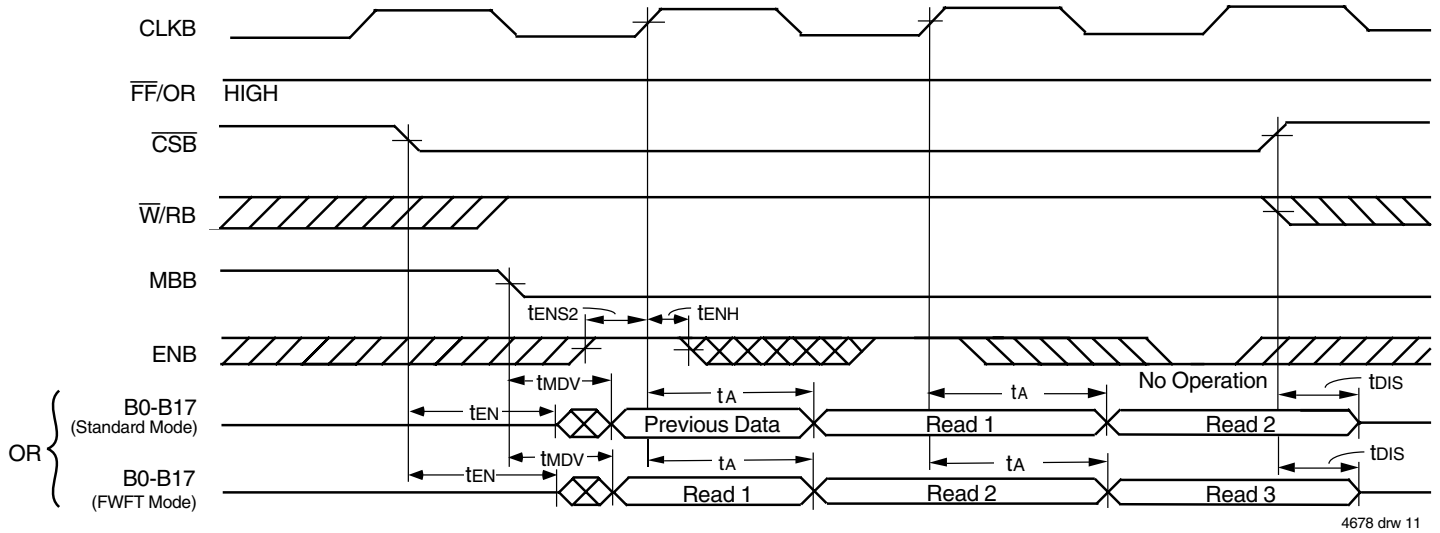 CLKB
FF/OR HIGH
CSB
W/RB
MBB
tENS2 tENH
ENB
No Operation
tMDV tA tA tDIS
B0-B17
(Standard Mode)
tEN Previous Data Read 1 Read 2
OR
tMDV tA tA tDIS
B0-B17
(FWFT Mode)
tEN Read 1 Read 2 Read 3
4678 drw 11